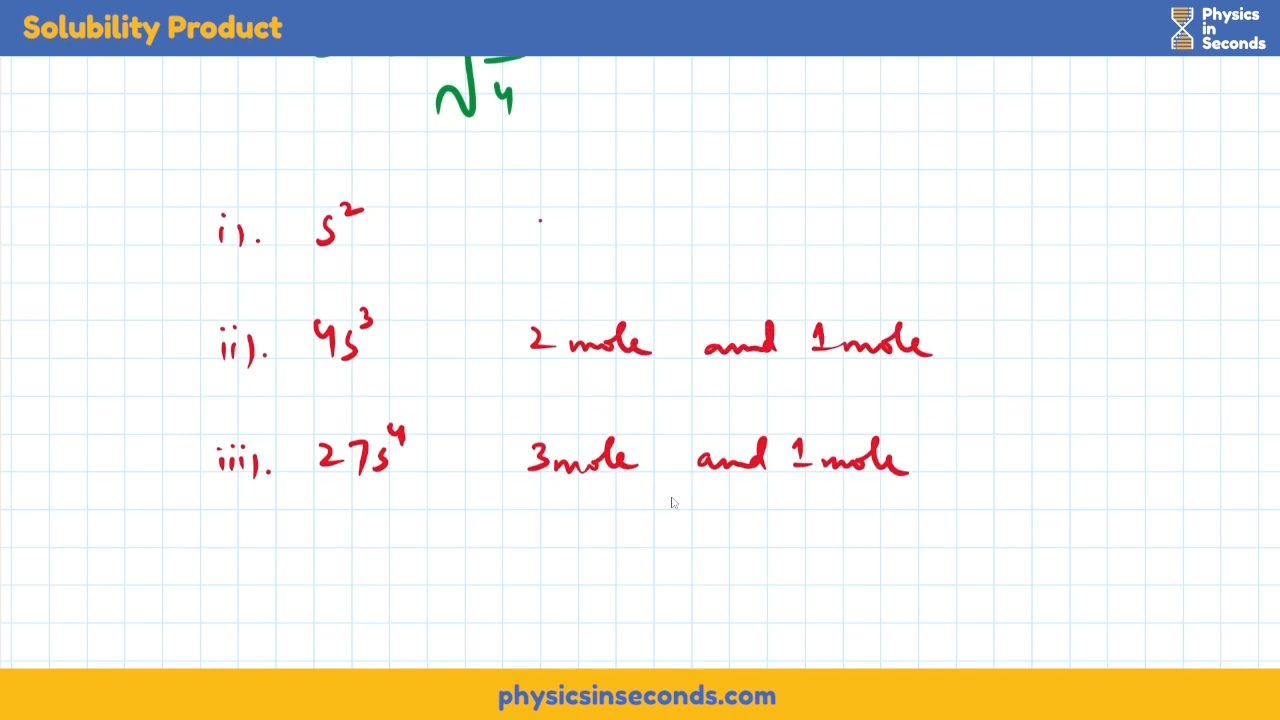 Solubility Product
Physics
in
Seconds
√4
i). s²
ii). 4s³ 2 mole and 1 mole
iii). 27s⁴ 3 mole and 1 mole
physicsinseconds.com